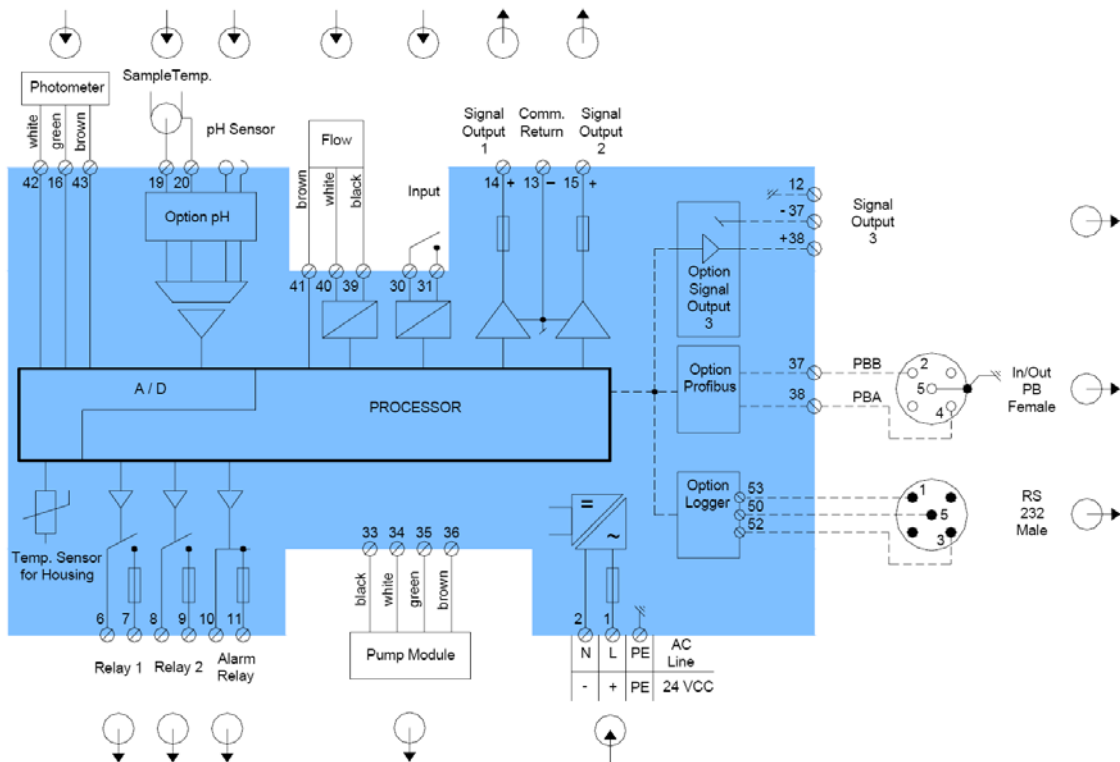 Photometer
white
green
brown
42
16
43
SampleTemp.
pH Sensor
19
20
Option pH
Flow
brown
white
black
41
40
39
Input
30
31
Signal
Output
1
Comm.
Return
Signal
Output
2
14
+
13
–
15
+
12
- 37
+38
Signal
Output
3
Option
Signal
Output
3
A / D
PROCESSOR
Option
Profibus
37
38
PBB
PBA
2
5
4
In/Out
PB
Female
Option
Logger
53
50
52
1
5
3
RS
232
Male
Temp. Sensor
for Housing
6
7
8
9
10
11
Relay 1
Relay 2
Alarm
Relay
33
34
35
36
black
white
green
brown
Pump Module
=
~
2
1
N
L
PE
AC
Line
-
+
PE
24 VCC